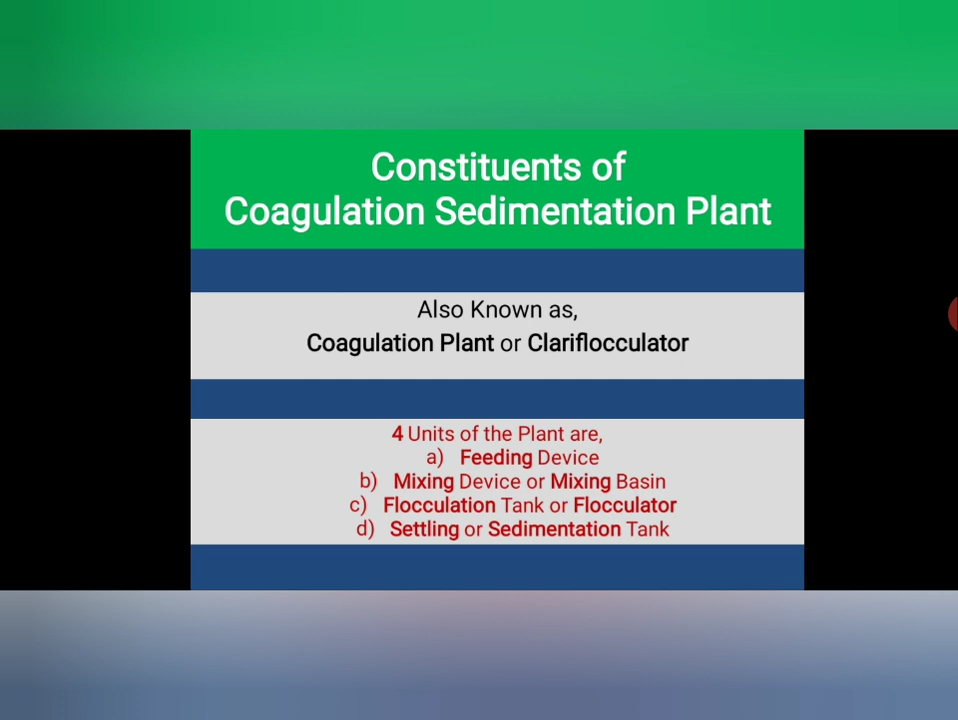 Constituents of
Coagulation Sedimentation Plant
Also Known as,
Coagulation Plant or Clariflocculator
4 Units of the Plant are,
a) Feeding Device
b) Mixing Device or Mixing Basin
c) Flocculation Tank or Flocculator
d) Settling or Sedimentation Tank